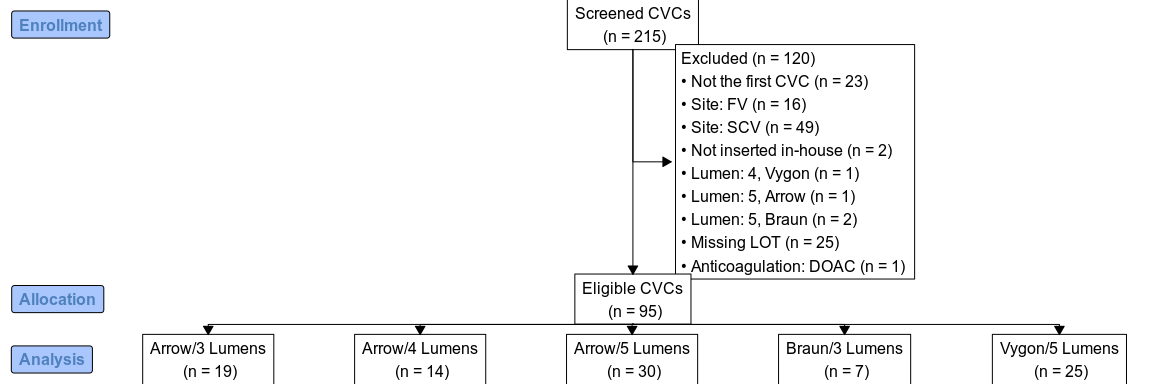 Enrollment
Screened CVCs
(n = 215)
Excluded (n = 120)
• Not the first CVC (n = 23)
• Site: FV (n = 16)
• Site: SCV (n = 49)
• Not inserted in-house (n = 2)
• Lumen: 4, Vygon (n = 1)
• Lumen: 5, Arrow (n = 1)
• Lumen: 5, Braun (n = 2)
• Missing LOT (n = 25)
• Anticoagulation: DOAC (n = 1)
Allocation
Eligible CVCs
(n = 95)
Analysis
Arrow/3 Lumens
(n = 19)
Arrow/4 Lumens
(n = 14)
Arrow/5 Lumens
(n = 30)
Braun/3 Lumens
(n = 7)
Vygon/5 Lumens
(n = 25)